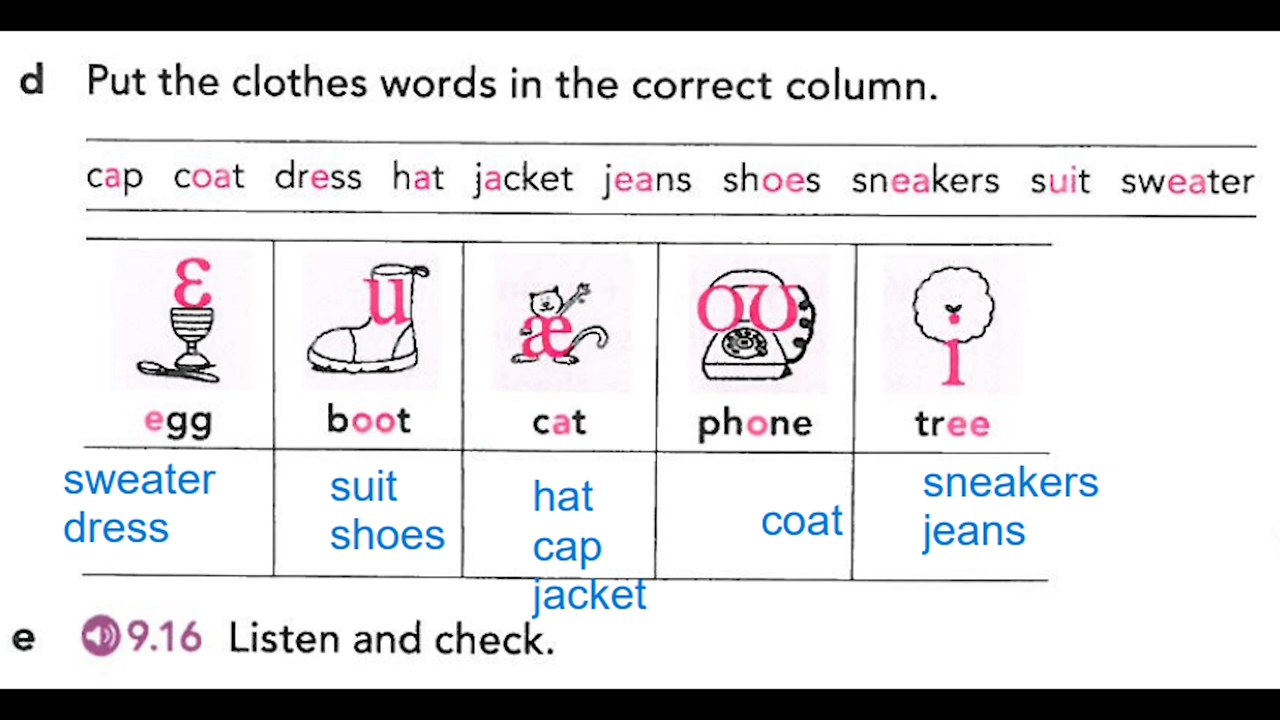 d Put the clothes words in the correct column.
cap coat dress hat jacket jeans shoes sneakers suit sweater
ɛ u æ oʊ i
egg boot cat phone tree
sweater suit hat coat sneakers
dress shoes cap jeans
jacket
e 9.16 Listen and check.